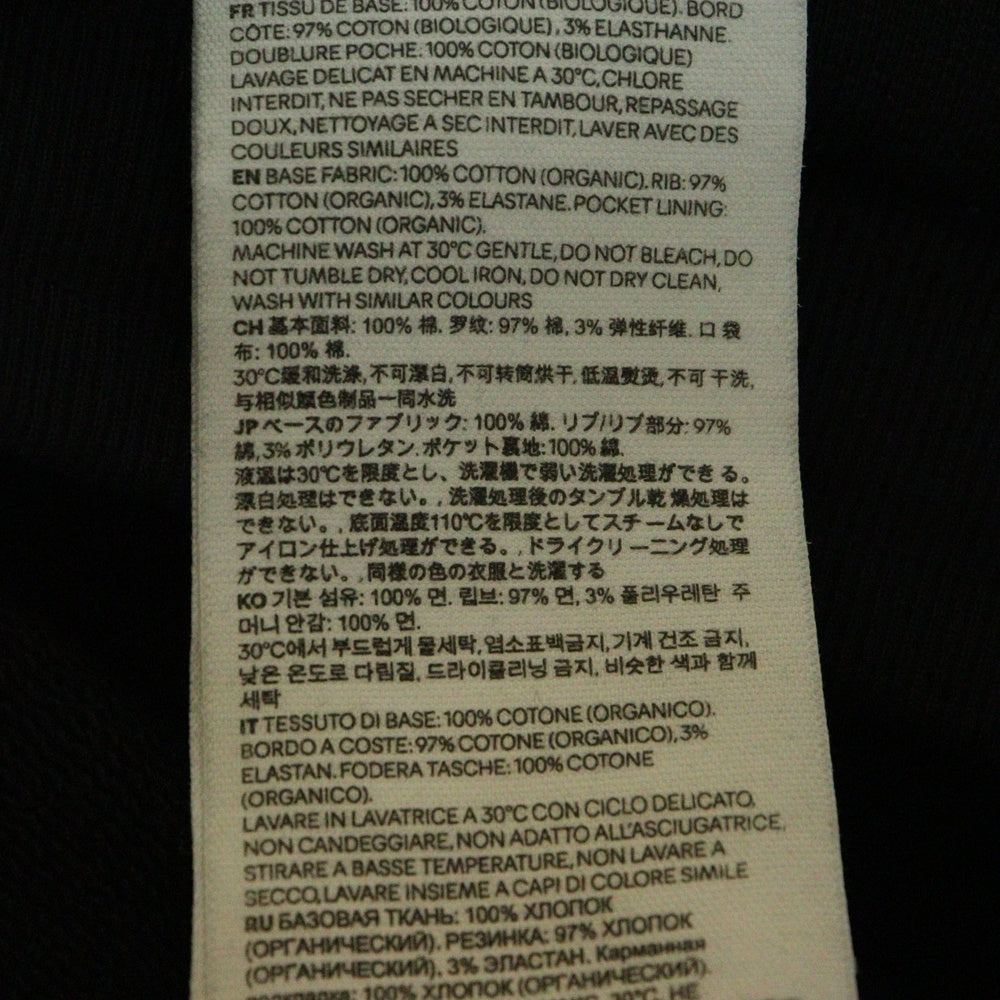 FR TISSU DE BASE: 100% COTON (BIOLOGIQUE). BORD
CÔTE: 97% COTON (BIOLOGIQUE), 3% ELASTHANNE.
DOUBLURE POCHE: 100% COTON (BIOLOGIQUE)
LAVAGE DELICAT EN MACHINE A 30°C, CHLORE
INTERDIT, NE PAS SECHER EN TAMBOUR, REPASSAGE
DOUX, NETTOYAGE A SEC INTERDIT, LAVER AVEC DES
COULEURS SIMILAIRES
EN BASE FABRIC: 100% COTTON (ORGANIC). RIB: 97%
COTTON (ORGANIC), 3% ELASTANE. POCKET LINING:
100% COTTON (ORGANIC).
MACHINE WASH AT 30°C GENTLE, DO NOT BLEACH, DO
NOT TUMBLE DRY, COOL IRON, DO NOT DRY CLEAN,
WASH WITH SIMILAR COLOURS
CH 基本面料: 100% 棉. 罗纹: 97% 棉, 3% 弹性纤维. 口 袋
布: 100% 棉.
30°C缓和洗涤, 不可漂白, 不可转筒烘干, 低温熨烫, 不可 干洗,
与相似颜色制品一同水洗
JP ベースのファブリック: 100% 綿. リブ/リブ部分: 97%
綿, 3% ポリウレタン. ポケット裏地: 100% 綿.
液温は30℃を限度とし、洗濯機で弱い洗濯処理ができ る。
漂白処理はできない。, 洗濯処理後のタンブル乾 燥処理は
できない。, 底面温度110℃を限度としてスチームなしで
アイロン仕上げ処理ができる。, ドライクリーニング処理
ができない。, 同様の色の衣服と洗濯する
KO 기본 섬유: 100% 면. 립브: 97% 면, 3% 폴리우레탄 주
머니 안감: 100% 면.
30°C에서 부드럽게 물세탁, 염소표백금지, 기계 건조 금지,
낮은 온도로 다림질, 드라이클리닝 금지, 비슷한 색과 함께
세탁
IT TESSUTO DI BASE: 100% COTONE (ORGANICO).
BORDO A COSTE: 97% COTONE (ORGANICO), 3%
ELASTAN. FODERA TASCHE: 100% COTONE
(ORGANICO).
LAVARE IN LAVATRICE A 30°C CON CICLO DELICATO,
NON CANDEGGIARE, NON ADATTO ALL'ASCIUGATRICE,
STIRARE A BASSE TEMPERATURE, NON LAVARE A
SECCO, LAVARE INSIEME A CAPI DI COLORE SIMILE
RU БАЗОВАЯ ТКАНЬ: 100% ХЛОПОК
(ОРГАНИЧЕСКИЙ). РЕЗИНКА: 97% ХЛОПОК
(ОРГАНИЧЕСКИЙ). 3% ЭЛАСТАН. Карманная
подкладка: 100% ХЛОПОК (ОРГАНИЧЕСКИЙ).
30°C, НЕ